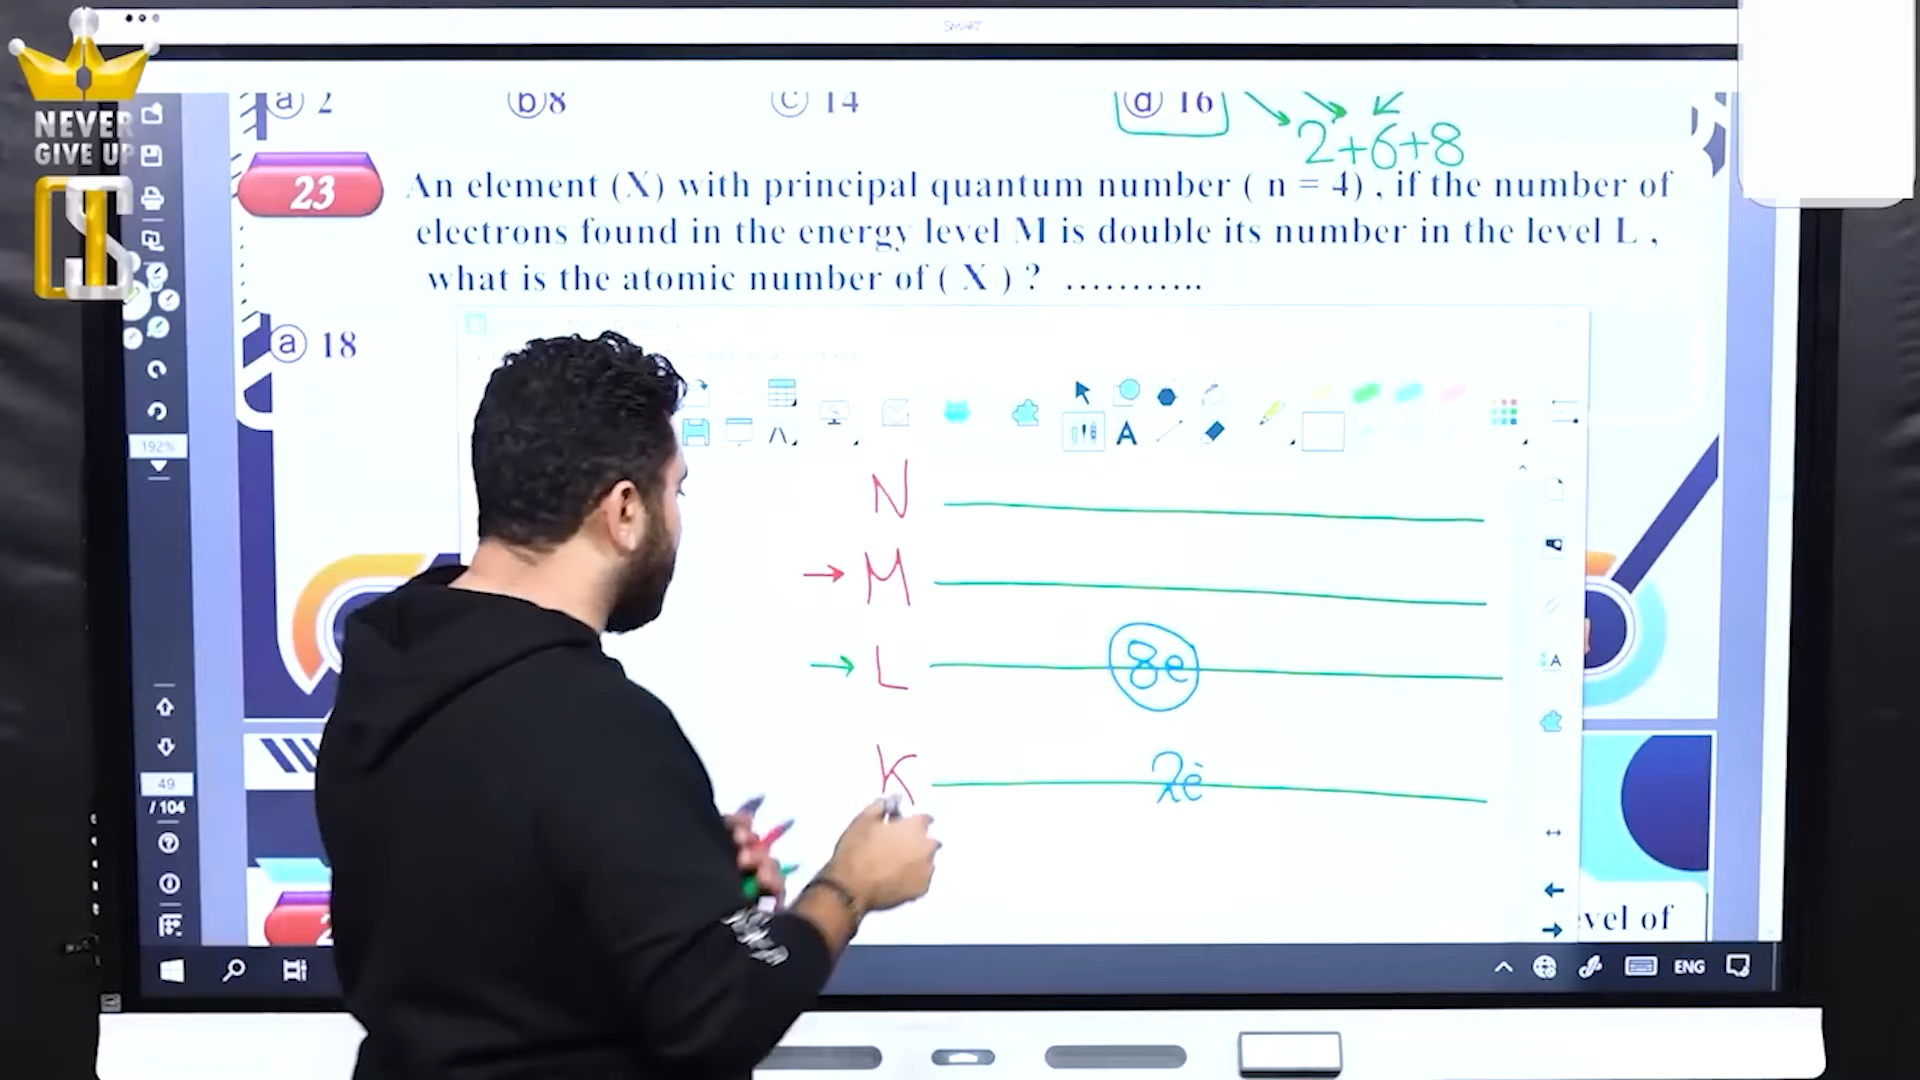 SMART
NEVER
GIVE UP
a 2
b 8
c 14
d 16
2+6+8
23
An element (X) with principal quantum number ( n = 4) , if the number of
electrons found in the energy level M is double its number in the level L ,
what is the atomic number of ( X ) ? ...........
a 18
192%
A
N
→ M
→ L 8e
A
K 2e
49
/ 104
vel of
ENG